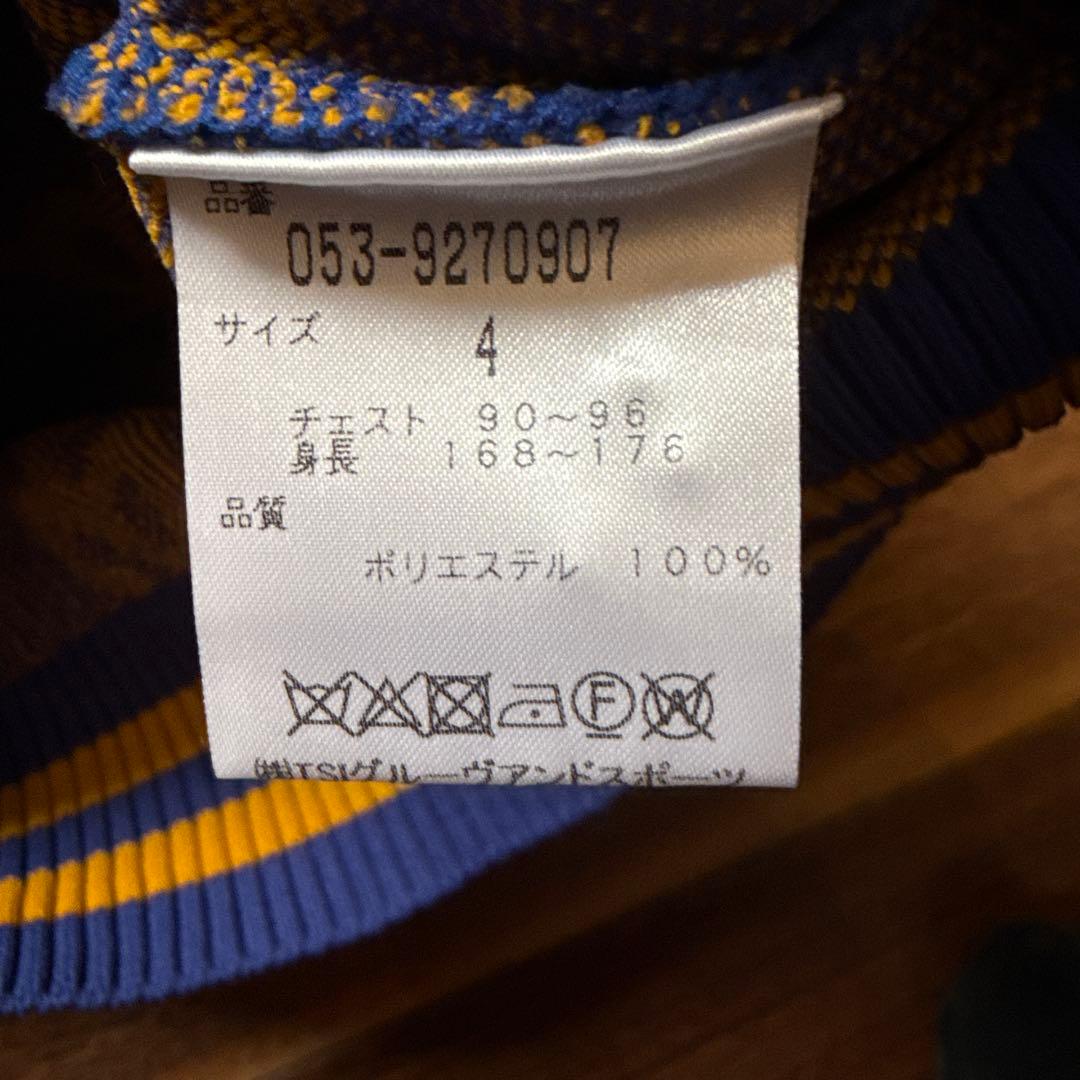 品番
053-9270907
サイズ 4
チェスト 90~96
身長 168~176
品質
ポリエステル 100%
F W
㈱TSIグルーヴアンドスポーツ